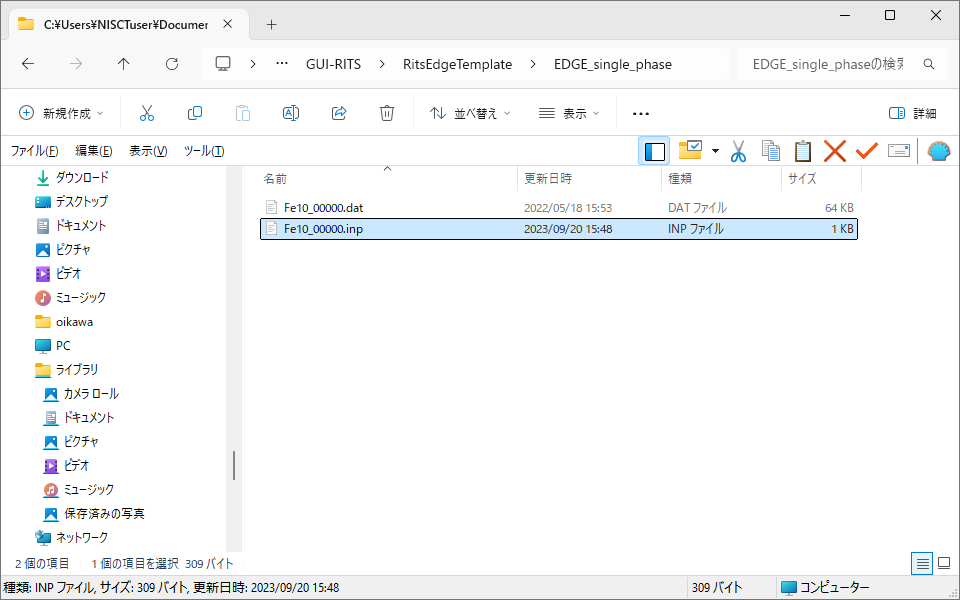 C:¥Users¥NISCTuser¥Documer
GUI-RITS RitsEdgeTemplate EDGE_single_phase EDGE_single_phaseの検索
新規作成 並べ替え 表示 詳細
ファイル(F) 編集(E) 表示(V) ツール(T)
名前 更新日時 種類 サイズ
Fe10_00000.dat 2022/05/18 15:53 DAT ファイル 64 KB
Fe10_00000.inp 2023/09/20 15:48 INP ファイル 1 KB
ダウンロード
デスクトップ
ドキュメント
ピクチャ
ビデオ
ミュージック
oikawa
PC
ライブラリ
カメラ ロール
ドキュメント
ピクチャ
ビデオ
ミュージック
保存済みの写真
ネットワーク
2 個の項目 1 個の項目を選択 309 バイト
種類: INP ファイル, サイズ: 309 バイト, 更新日時: 2023/09/20 15:48 309 バイト コンピューター